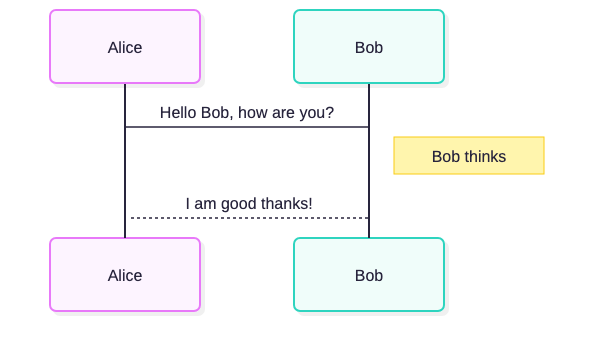 Alice
Bob
Hello Bob, how are you?
Bob thinks
I am good thanks!
Alice
Bob